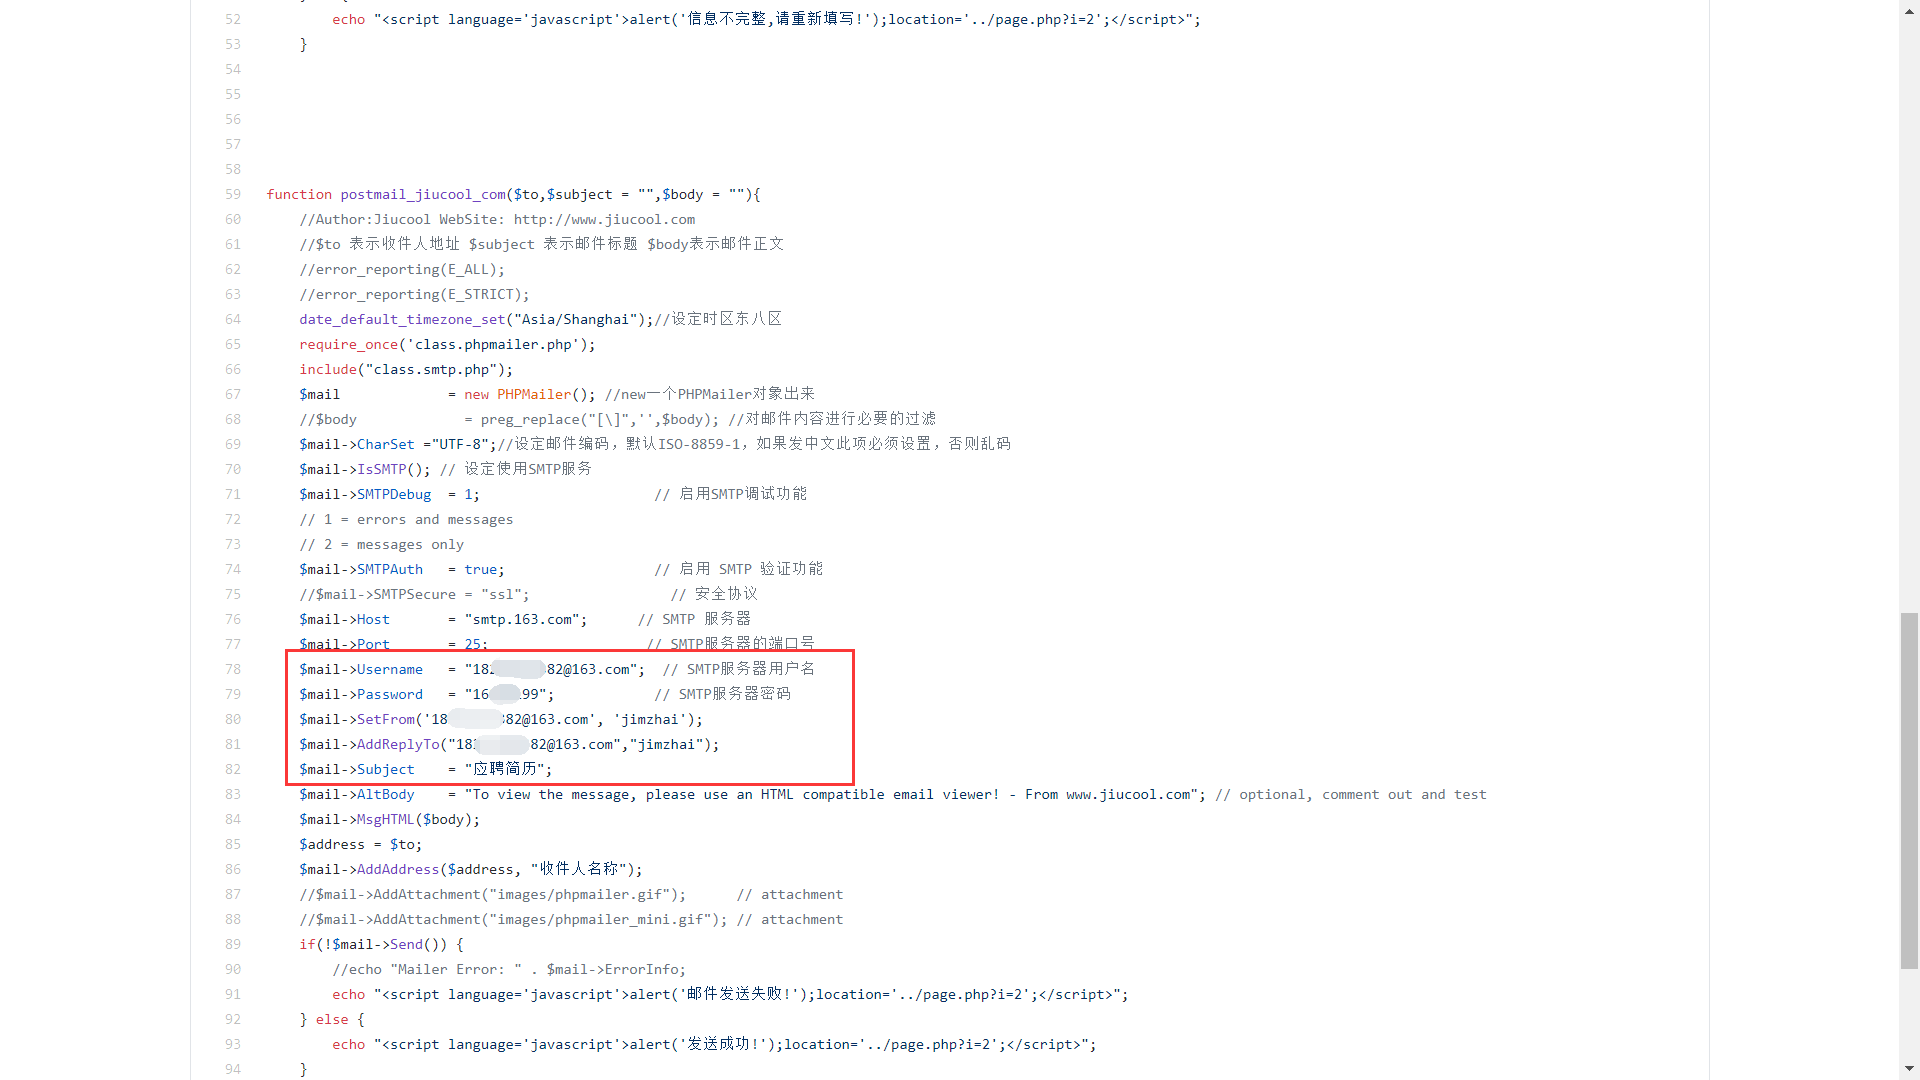 52 echo "<script language='javascript'>alert('信息不完整,请重新填写!');location='../page.php?i=2';</script>";
53 }
54
55
56
57
58
59 function postmail_jiucool_com($to,$subject = "",$body = ""){
60 //Author:Jiucool WebSite: http://www.jiucool.com
61 //$to 表示收件人地址 $subject 表示邮件标题 $body表示邮件正文
62 //error_reporting(E_ALL);
63 //error_reporting(E_STRICT);
64 date_default_timezone_set("Asia/Shanghai");//设定时区东八区
65 require_once('class.phpmailer.php');
66 include("class.smtp.php");
67 $mail = new PHPMailer(); //new一个PHPMailer对象出来
68 //$body = preg_replace("[\]",'',$body); //对邮件内容进行必要的过滤
69 $mail->CharSet ="UTF-8";//设定邮件编码，默认ISO-8859-1，如果发中文此项必须设置，否则乱码
70 $mail->IsSMTP(); // 设定使用SMTP服务
71 $mail->SMTPDebug = 1; // 启用SMTP调试功能
72 // 1 = errors and messages
73 // 2 = messages only
74 $mail->SMTPAuth = true; // 启用 SMTP 验证功能
75 //$mail->SMTPSecure = "ssl"; // 安全协议
76 $mail->Host = "smtp.163.com"; // SMTP 服务器
77 $mail->Port = 25; // SMTP服务器的端口号
78 $mail->Username = "18 82@163.com"; // SMTP服务器用户名
79 $mail->Password = "16 99"; // SMTP服务器密码
80 $mail->SetFrom('18 82@163.com', 'jimzhai');
81 $mail->AddReplyTo("18 82@163.com","jimzhai");
82 $mail->Subject = "应聘简历";
83 $mail->AltBody = "To view the message, please use an HTML compatible email viewer! - From www.jiucool.com"; // optional, comment out and test
84 $mail->MsgHTML($body);
85 $address = $to;
86 $mail->AddAddress($address, "收件人名称");
87 //$mail->AddAttachment("images/phpmailer.gif"); // attachment
88 //$mail->AddAttachment("images/phpmailer_mini.gif"); // attachment
89 if(!$mail->Send()) {
90 //echo "Mailer Error: " . $mail->ErrorInfo;
91 echo "<script language='javascript'>alert('邮件发送失败!');location='../page.php?i=2';</script>";
92 } else {
93 echo "<script language='javascript'>alert('发送成功!');location='../page.php?i=2';</script>";
94 }